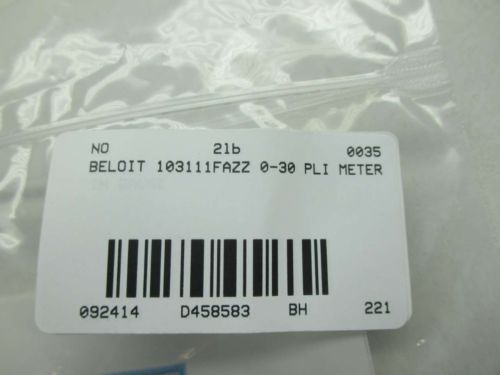 NO 21b 0035
BELOIT 103111FAZZ 0-30 PLI METER
092414 D458583 BH 221